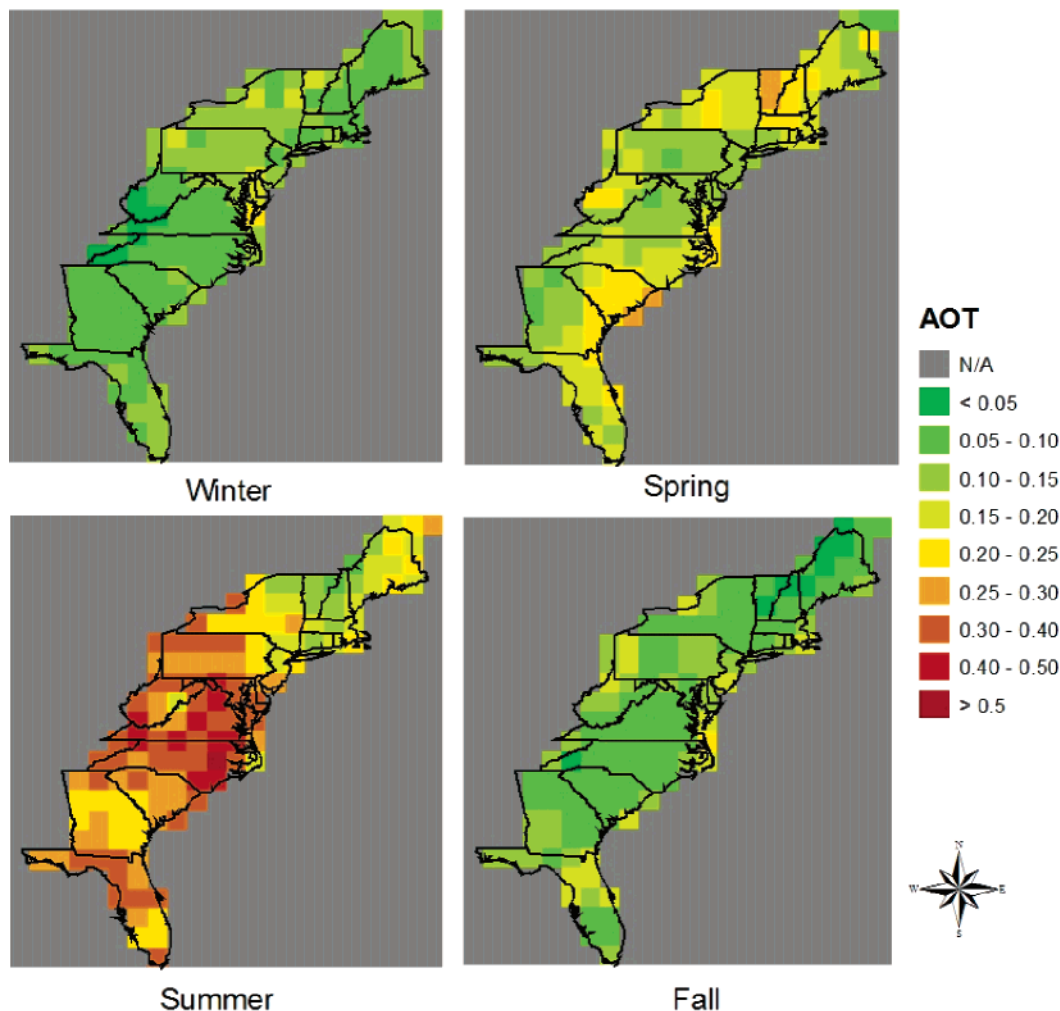 Winter
Spring
AOT
N/A
< 0.05
0.05 - 0.10
0.10 - 0.15
0.15 - 0.20
0.20 - 0.25
0.25 - 0.30
0.30 - 0.40
0.40 - 0.50
> 0.5
N
W
E
S
Summer
Fall